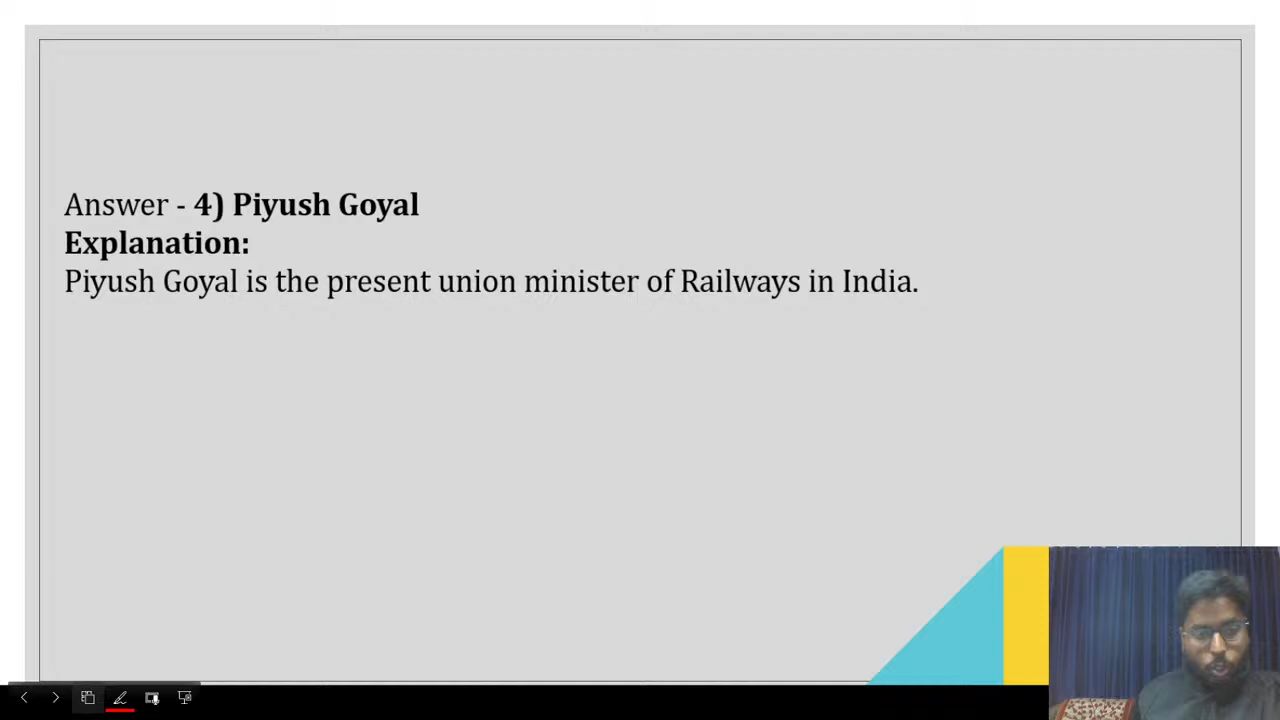 Answer - 4) Piyush Goyal
Explanation:
Piyush Goyal is the present union minister of Railways in India.